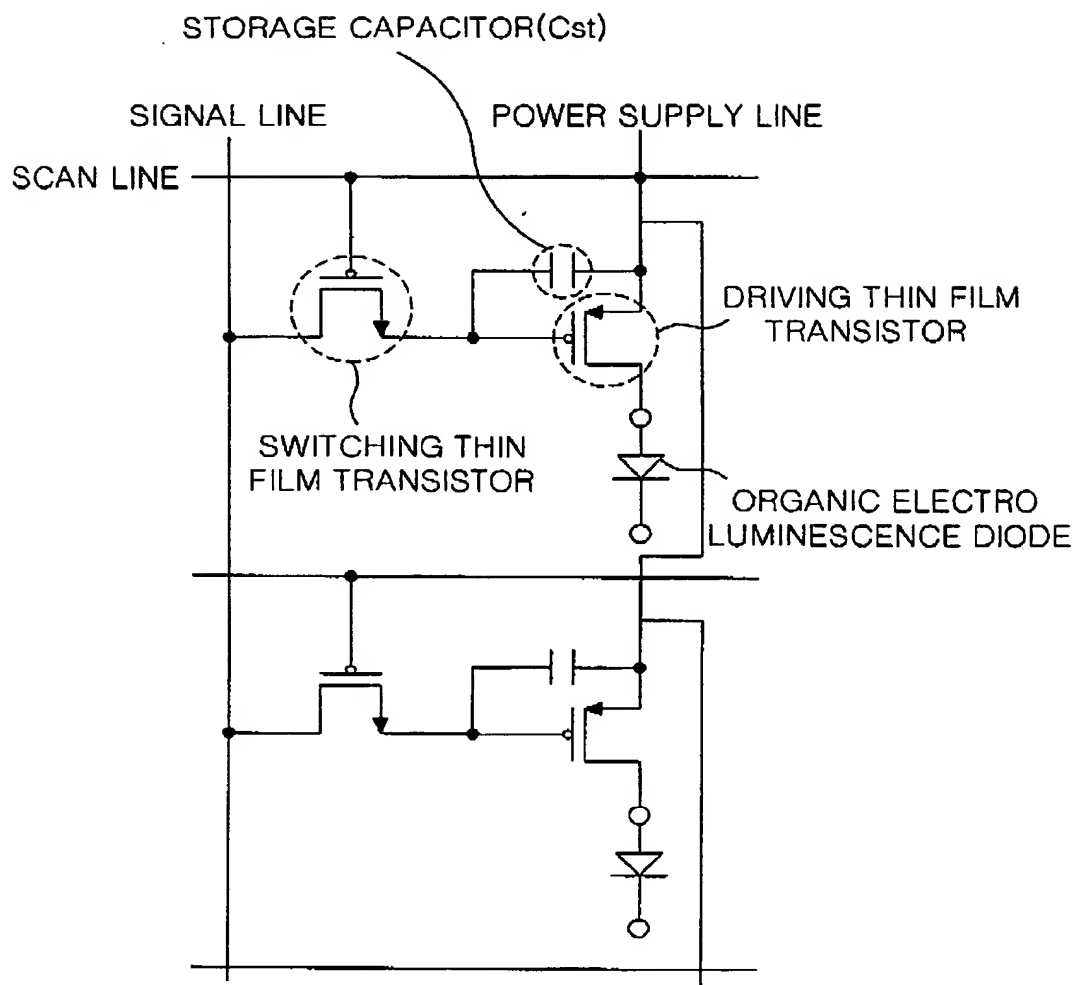 STORAGE CAPACITOR(Cst)
SIGNAL LINE
POWER SUPPLY LINE
SCAN LINE
DRIVING THIN FILM
TRANSISTOR
SWITCHING THIN
FILM TRANSISTOR
ORGANIC ELECTRO
LUMINESCENCE DIODE